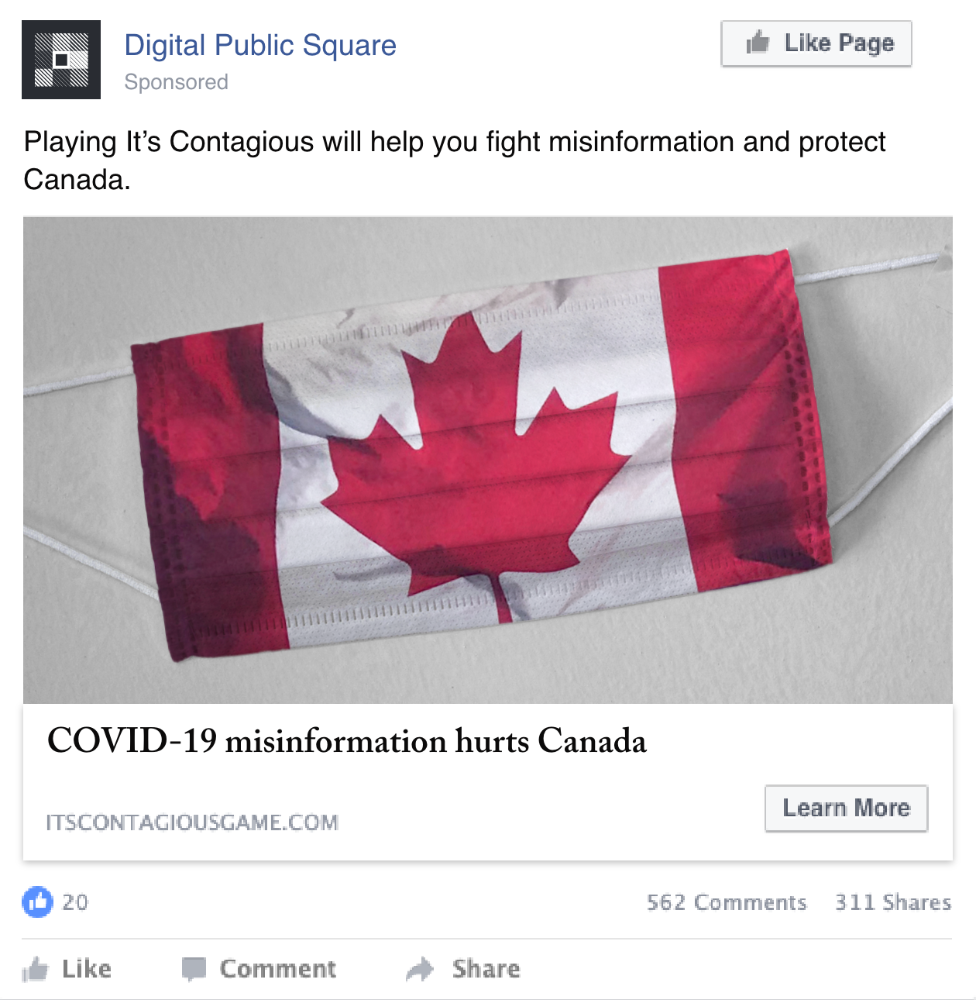 Digital Public Square
Like Page
Sponsored
Playing It’s Contagious will help you fight misinformation and protect
Canada.
COVID-19 misinformation hurts Canada
Learn More
ITSCONTAGIOUSGAME.COM
20
562 Comments
311 Shares
Like
Comment
Share